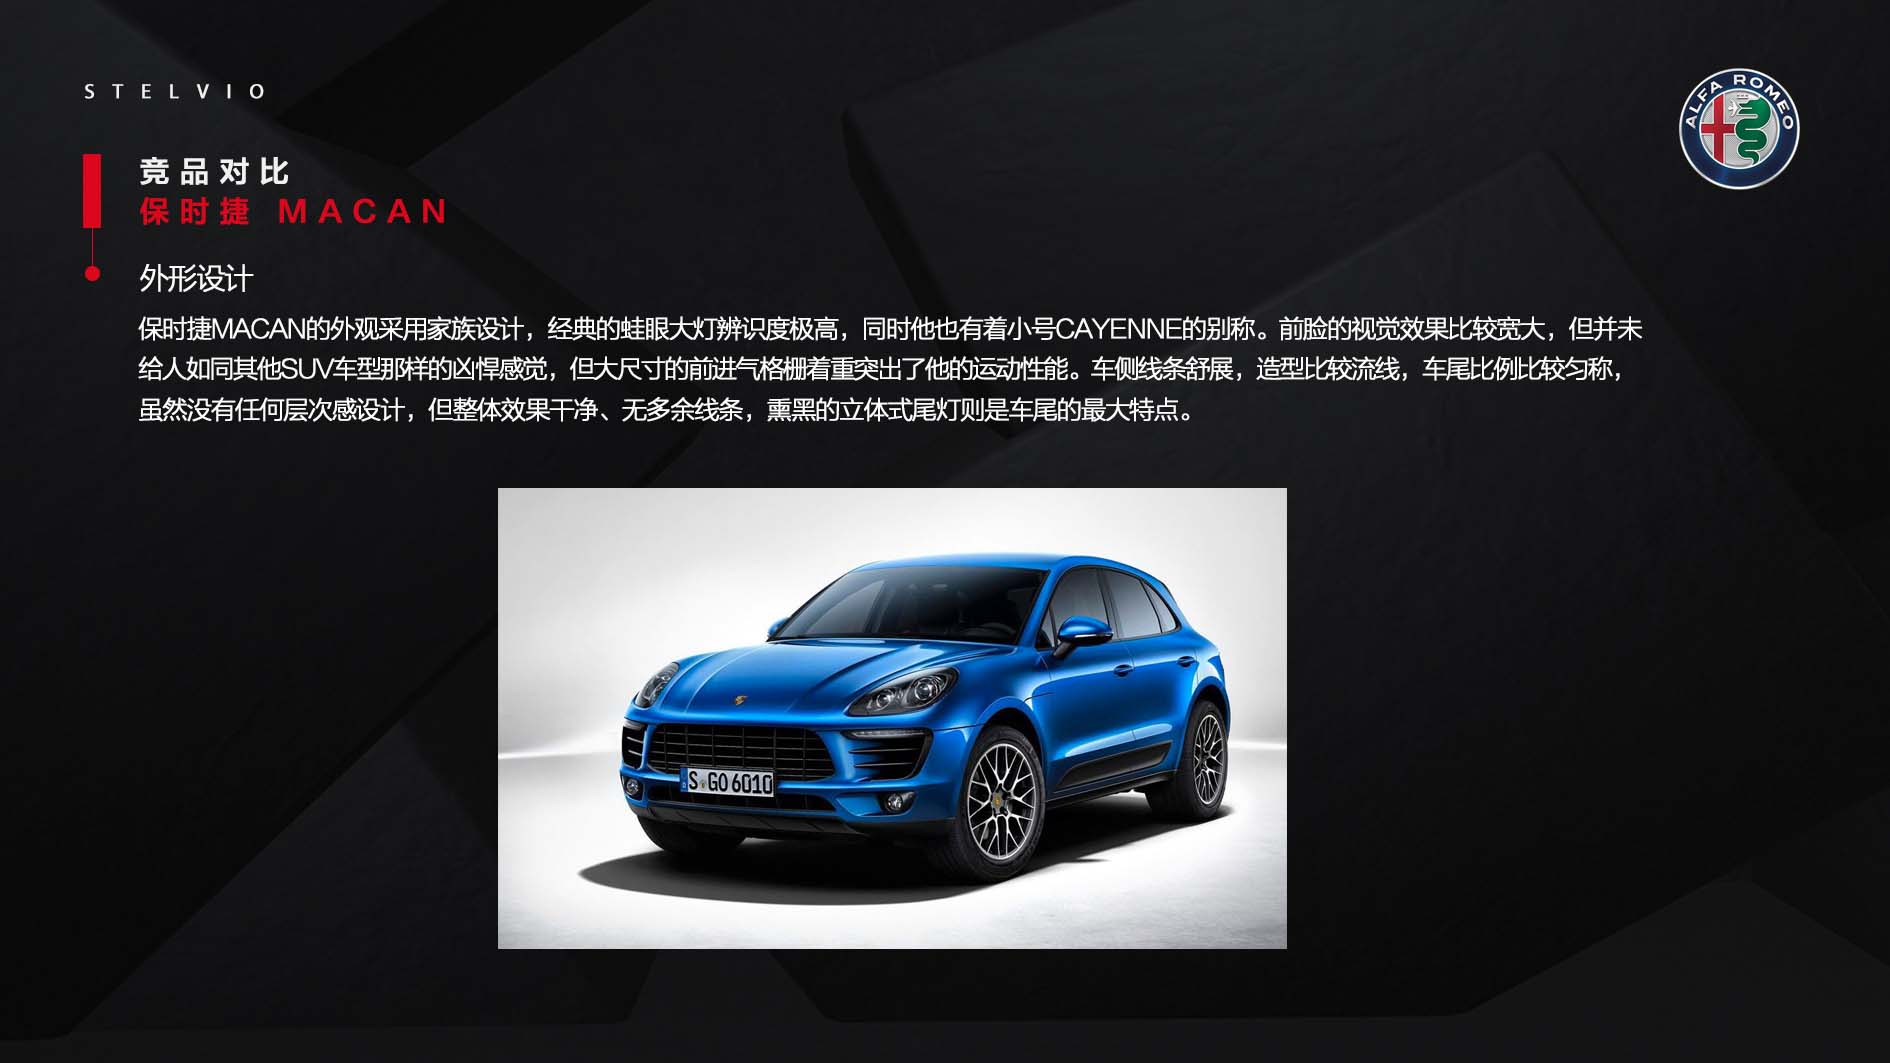 STELVIO
ALFA ROMEO
竞品对比
保时捷 MACAN
外形设计
保时捷MACAN的外观采用家族设计，经典的蛙眼大灯辨识度极高，同时他也有着小号CAYENNE的别称。前脸的视觉效果比较宽大，但并未
给人如同其他SUV车型那样的凶悍感觉，但大尺寸的前进气格栅着重突出了他的运动性能。车侧线条舒展，造型比较流线，车尾比例比较匀称，
虽然没有任何层次感设计，但整体效果干净、无多余线条，熏黑的立体式尾灯则是车尾的最大特点。
S GO 6010